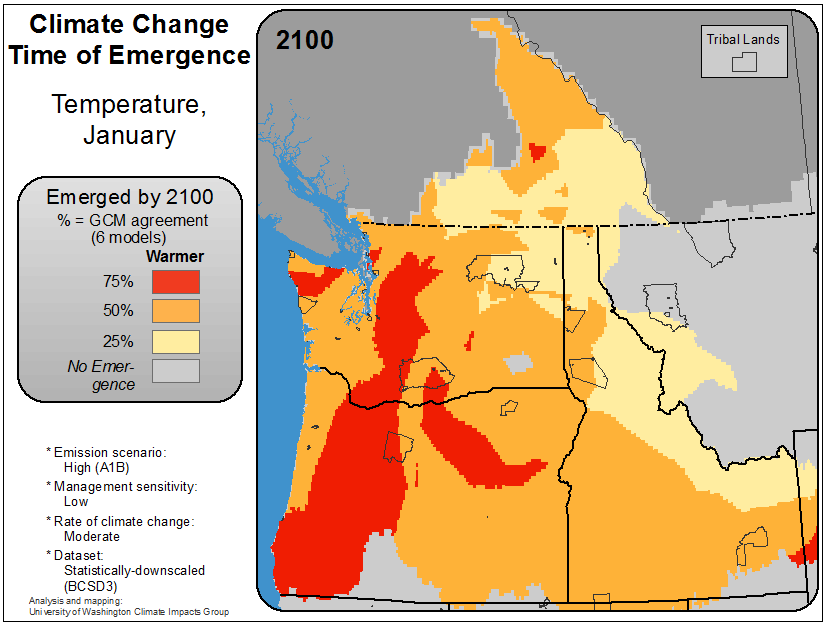 Climate Change
Time of Emergence
Temperature,
January
Emerged by 2100
% = GCM agreement
(6 models)
Warmer
75%
50%
25%
No Emer-
gence
* Emission scenario:
High (A1B)
* Management sensitivity:
Low
* Rate of climate change:
Moderate
* Dataset:
Statistically-downscaled
(BCSD3)
Analysis and mapping:
University of Washington Climate Impacts Group
2100
Tribal Lands